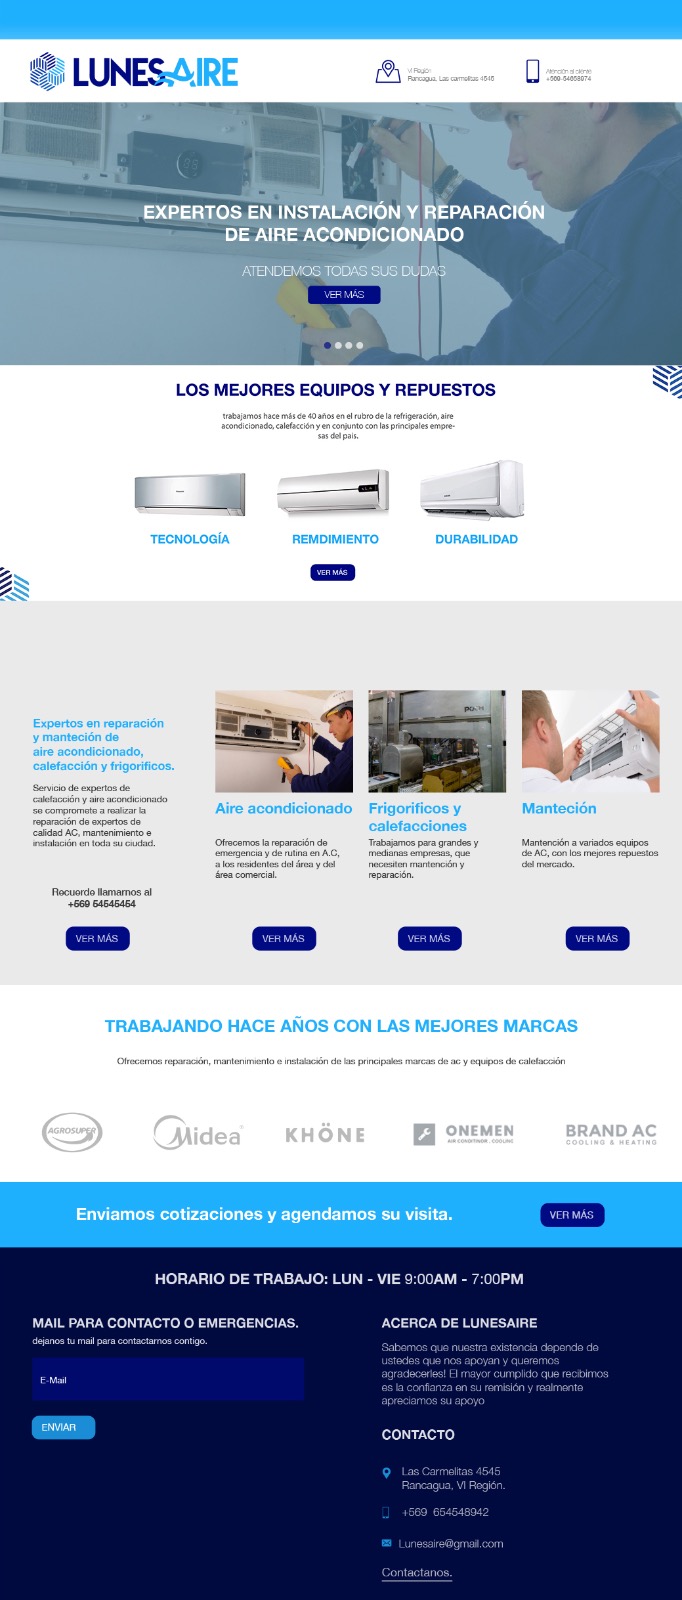 LUNESAIRE
VI Región
Rancagua, Las carmelitas 4545
Atención al cliente
+569-54658974
EXPERTOS EN INSTALACIÓN Y REPARACIÓN
DE AIRE ACONDICIONADO
ATENDEMOS TODAS SUS DUDAS
VER MÁS
LOS MEJORES EQUIPOS Y REPUESTOS
trabajamos hace más de 40 años en el rubro de la refrigeración, aire
acondicionado, calefacción y en conjunto con las principales empre-
sas del país.
TECNOLOGÍA
REMDIMIENTO
DURABILIDAD
VER MÁS
Expertos en reparación
y manteción de
aire acondicionado,
calefacción y frigorificos.
Servicio de expertos de
calefacción y aire acondicionado
se compromete a realizar la
reparación de expertos de
calidad AC, mantenimiento e
instalación en toda su ciudad.
Recuerde llamarnos al
+569 54545454
VER MÁS
Aire acondicionado
Ofrecemos la reparación de
emergencia y de rutina en A.C,
a los residentes del área y del
área comercial.
VER MÁS
Frigorificos y
calefacciones
Trabajamos para grandes y
medianas empresas, que
necesiten mantención y
reparación.
VER MÁS
Manteción
Mantención a variados equipos
de AC, con los mejores repuestos
del mercado.
VER MÁS
TRABAJANDO HACE AÑOS CON LAS MEJORES MARCAS
Ofrecemos reparación, mantenimiento e instalación de las principales marcas de ac y equipos de calefacción
AGROSUPER
Midea
KHÖNE
ONEMEN
AIR CONDITINOR . COOLING
BRAND AC
COOLING & HEATING
Enviamos cotizaciones y agendamos su visita.
VER MÁS
HORARIO DE TRABAJO: LUN - VIE 9:00AM - 7:00PM
MAIL PARA CONTACTO O EMERGENCIAS.
dejanos tu mail para contactarnos contigo.
E-Mail
ENVIAR
ACERCA DE LUNESAIRE
Sabemos que nuestra existencia depende de
ustedes que nos apoyan y queremos
agradecerles! El mayor cumplido que recibimos
es la confianza en su remisión y realmente
apreciamos su apoyo
CONTACTO
Las Carmelitas 4545
Rancagua, VI Región.
+569 654548942
Lunesaire@gmail.com
Contactanos.